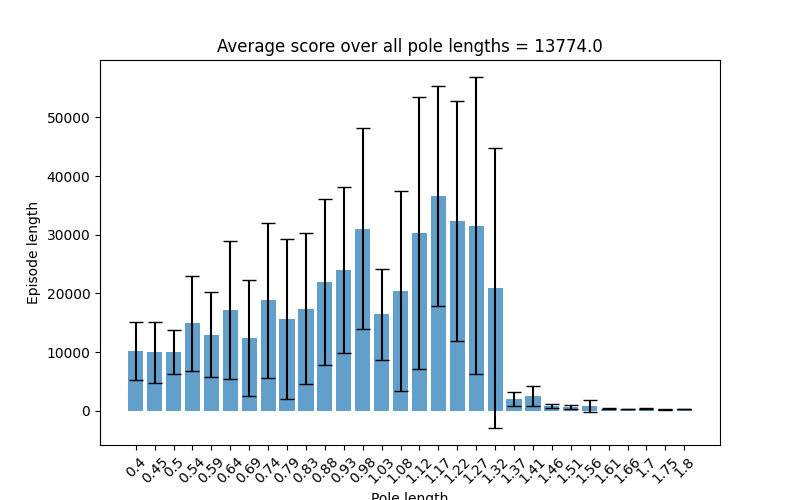 Average score over all pole lengths = 13774.0
Episode length
50000
40000
30000
20000
10000
0
0.4 0.45 0.5 0.54 0.59 0.64 0.69 0.74 0.79 0.83 0.88 0.93 0.98 1.03 1.08 1.12 1.17 1.22 1.27 1.32 1.37 1.41 1.46 1.51 1.56 1.61 1.66 1.7 1.75 1.8
Pole length